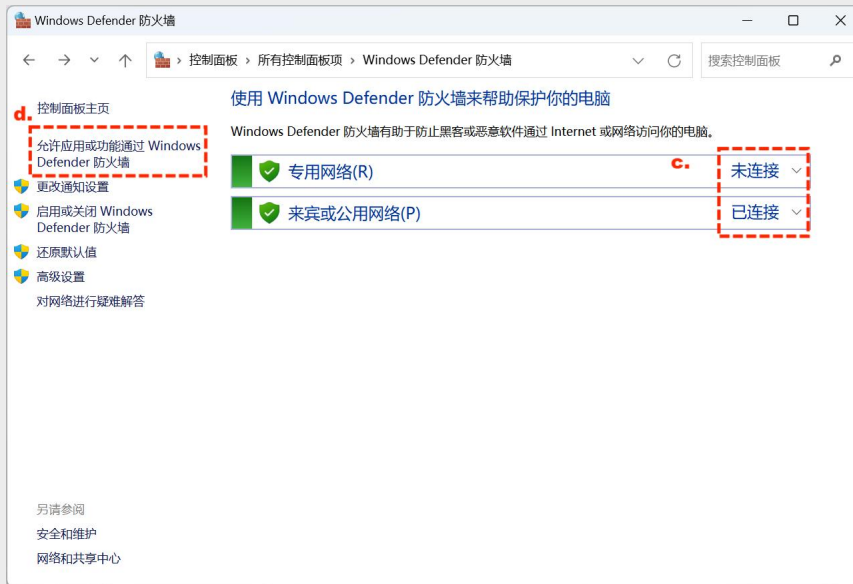 Windows Defender 防火墙
控制面板 › 所有控制面板项 › Windows Defender 防火墙
搜索控制面板
d.
控制面板主页
允许应用或功能通过 Windows
Defender 防火墙
更改通知设置
启用或关闭 Windows
Defender 防火墙
还原默认值
高级设置
对网络进行疑难解答
使用 Windows Defender 防火墙来帮助保护你的电脑
Windows Defender 防火墙有助于防止黑客或恶意软件通过 Internet 或网络访问你的电脑。
专用网络(R)
c.
未连接
来宾或公用网络(P)
已连接
另请参阅
安全和维护
网络和共享中心